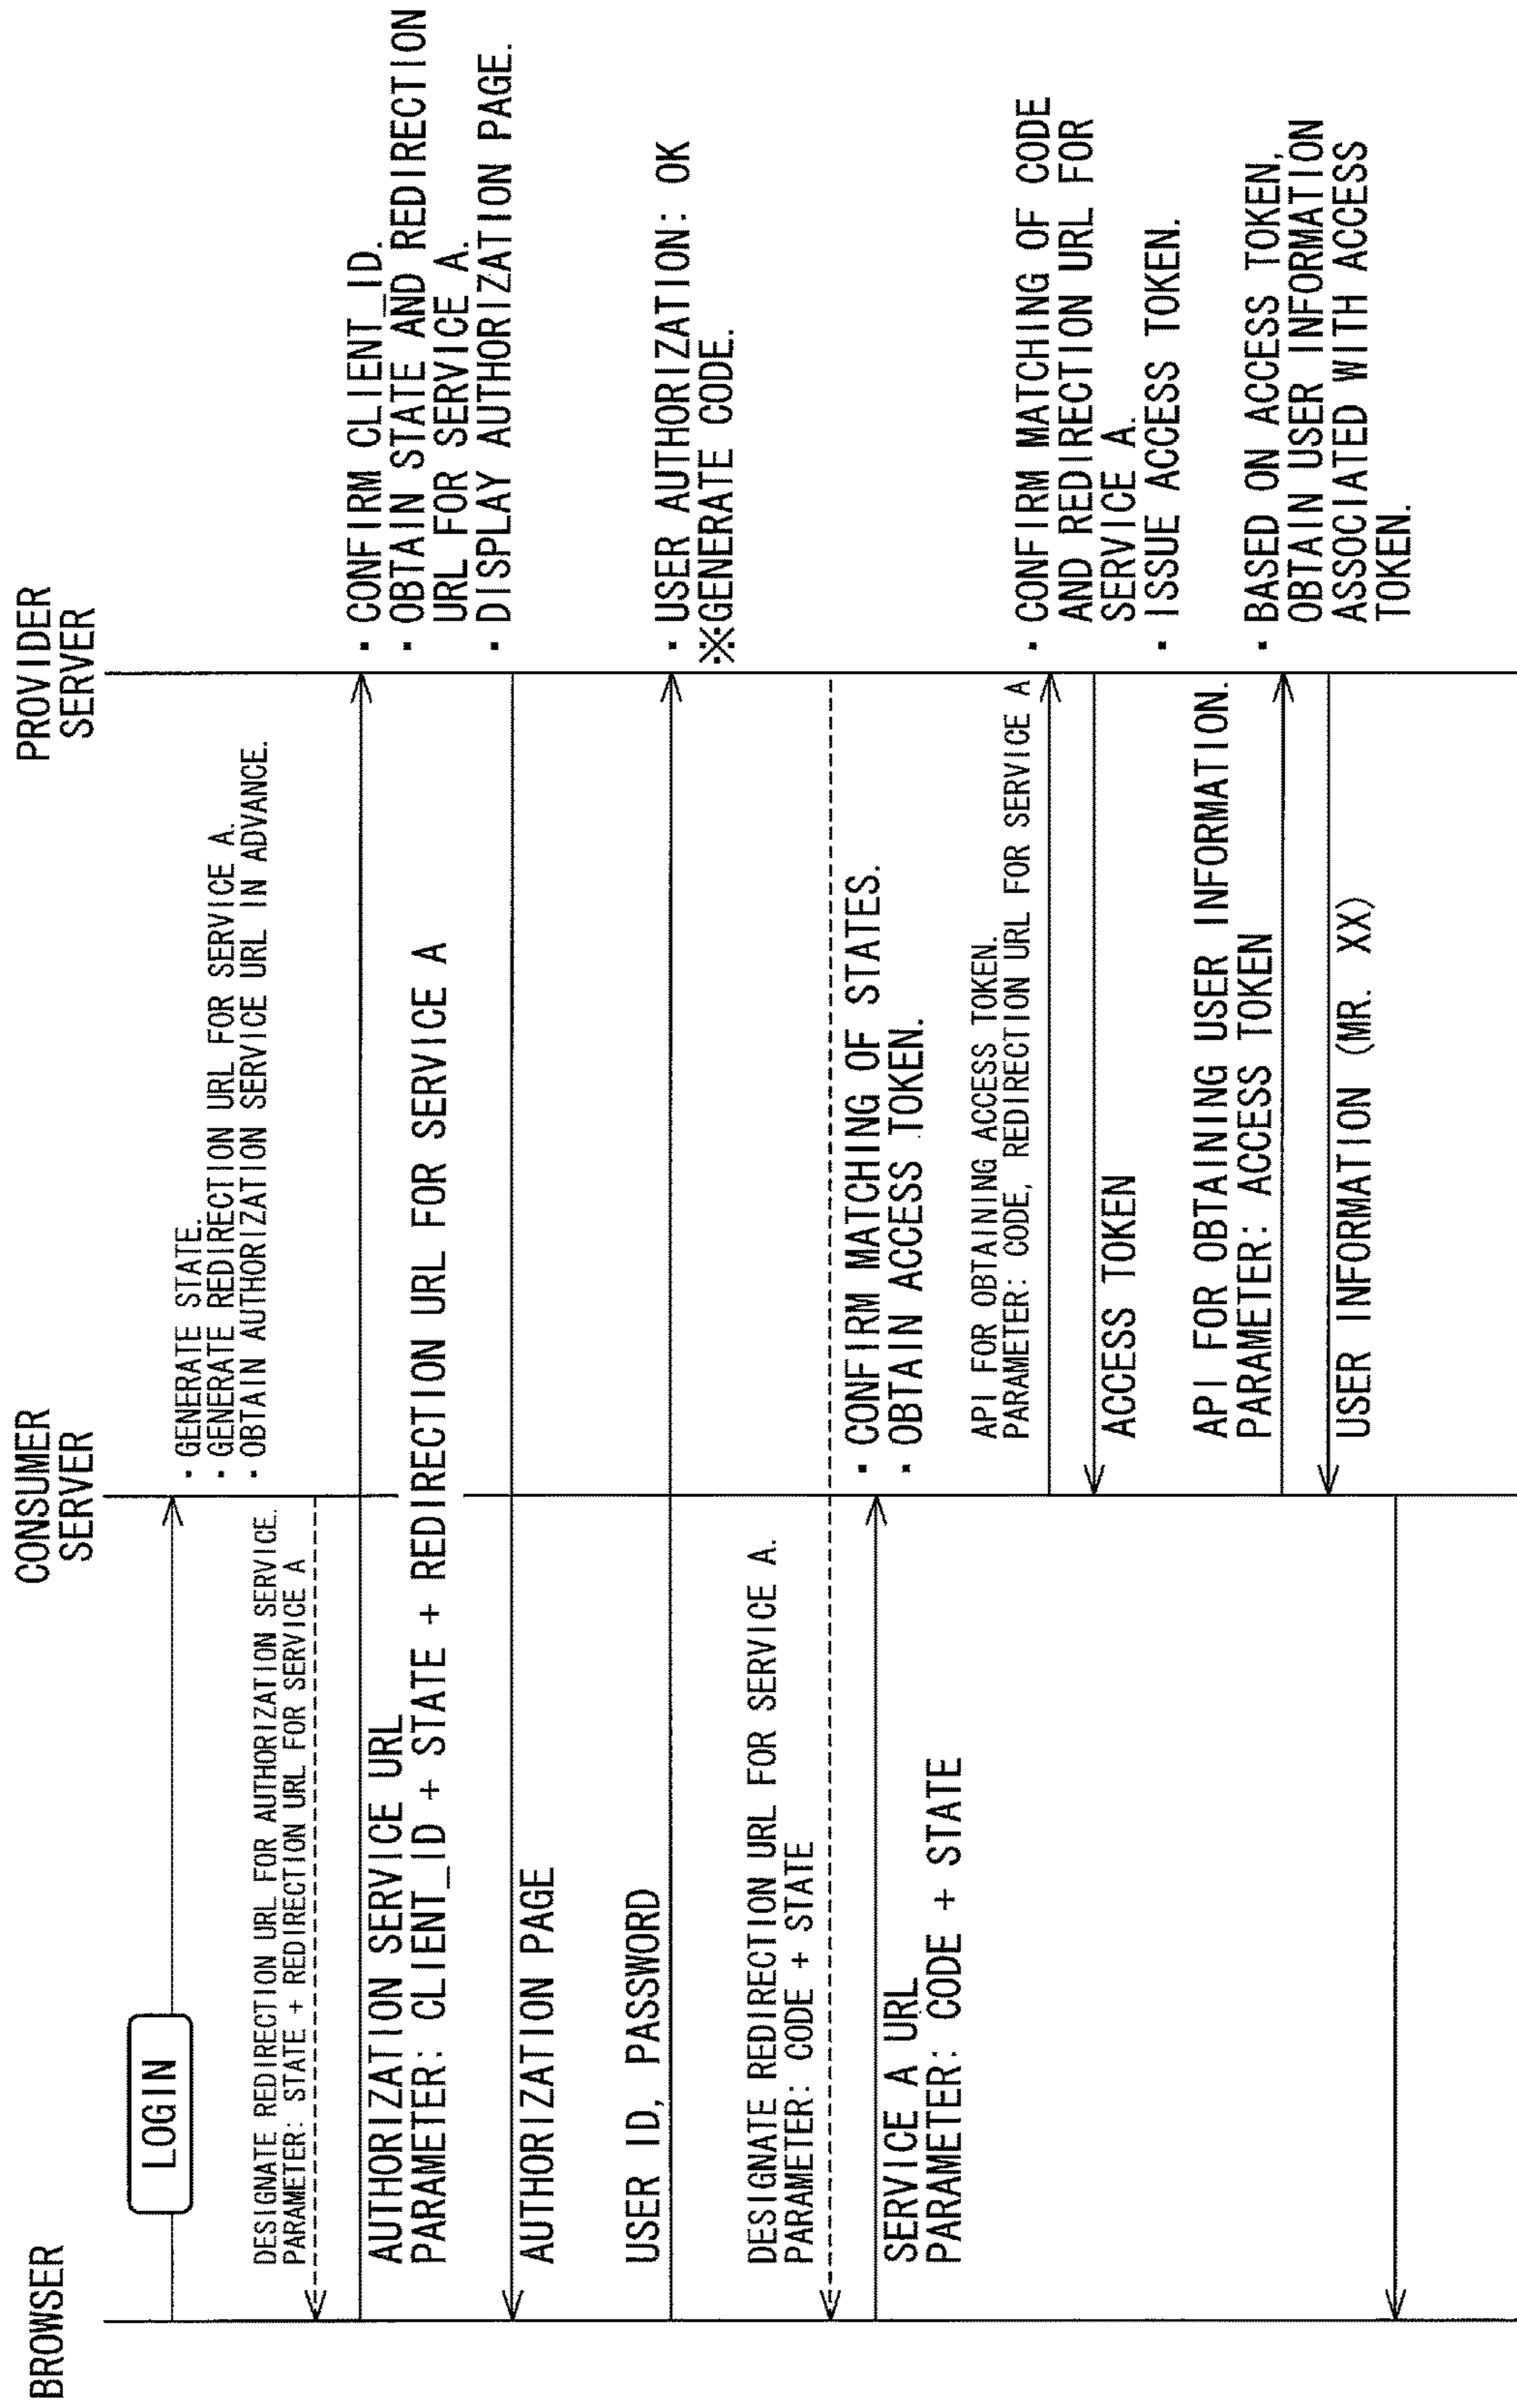 BROWSER
CONSUMER
SERVER
PROVIDER
SERVER
LOGIN
· GENERATE STATE.
· GENERATE REDIRECTION URL FOR SERVICE A.
· OBTAIN AUTHORIZATION SERVICE URL IN ADVANCE.
DESIGNATE REDIRECTION URL FOR AUTHORIZATION SERVICE.
PARAMETER: STATE + REDIRECTION URL FOR SERVICE A
AUTHORIZATION SERVICE URL
PARAMETER: CLIENT_ID + STATE + REDIRECTION URL FOR SERVICE A
· CONFIRM CLIENT_ID.
· OBTAIN STATE AND REDIRECTION
URL FOR SERVICE A.
· DISPLAY AUTHORIZATION PAGE.
AUTHORIZATION PAGE
USER ID, PASSWORD
· USER AUTHORIZATION: OK
※GENERATE CODE.
DESIGNATE REDIRECTION URL FOR SERVICE A.
PARAMETER: CODE + STATE
SERVICE A URL
PARAMETER: CODE + STATE
· CONFIRM MATCHING OF STATES.
· OBTAIN ACCESS TOKEN.
API FOR OBTAINING ACCESS TOKEN.
PARAMETER: CODE, REDIRECTION URL FOR SERVICE A
· CONFIRM MATCHING OF CODE
AND REDIRECTION URL FOR
SERVICE A.
· ISSUE ACCESS TOKEN.
ACCESS TOKEN
API FOR OBTAINING USER INFORMATION.
PARAMETER: ACCESS TOKEN
· BASED ON ACCESS TOKEN,
OBTAIN USER INFORMATION
ASSOCIATED WITH ACCESS
TOKEN.
USER INFORMATION (MR. XX)